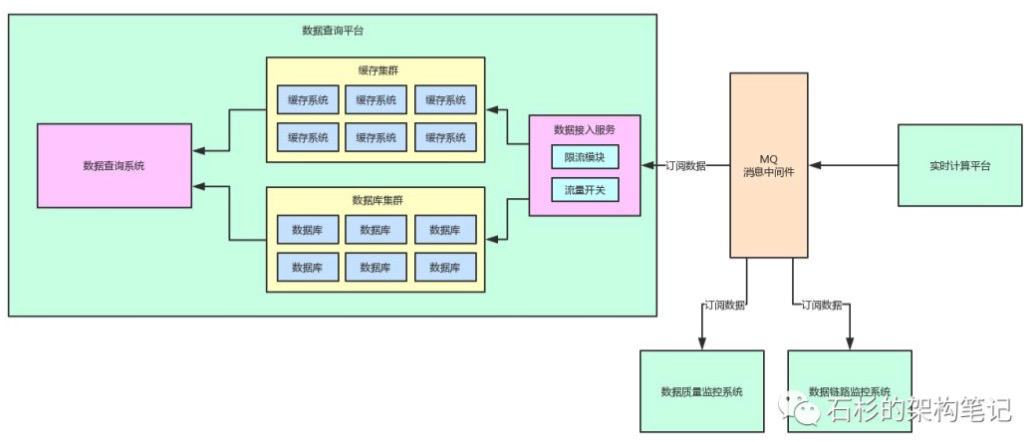 数据查询平台
缓存集群
缓存系统 缓存系统 缓存系统
缓存系统 缓存系统 缓存系统
数据查询系统
数据库集群
数据库 数据库 数据库
数据库 数据库 数据库
数据接入服务
限流模块
流量开关
订阅数据
MQ
消息中间件
实时计算平台
订阅数据
订阅数据
数据质量监控系统
数据链路监控系统
石杉的架构笔记